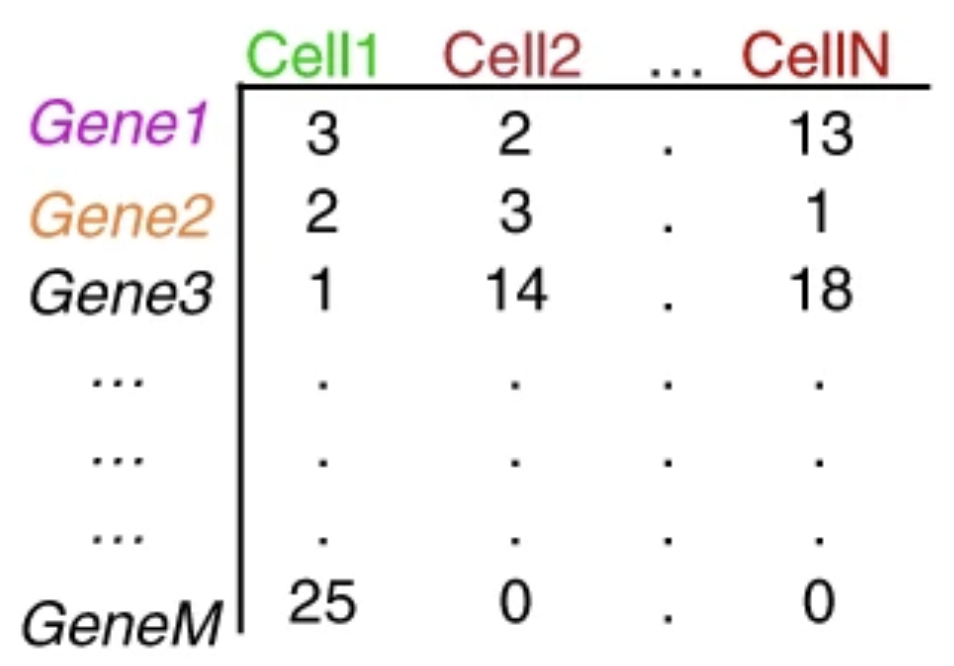 Cell1 Cell2 ... CellN
Gene1 3 2 . 13
Gene2 2 3 . 1
Gene3 1 14 . 18
... . . . .
... . . . .
... . . . .
GeneM 25 0 . 0